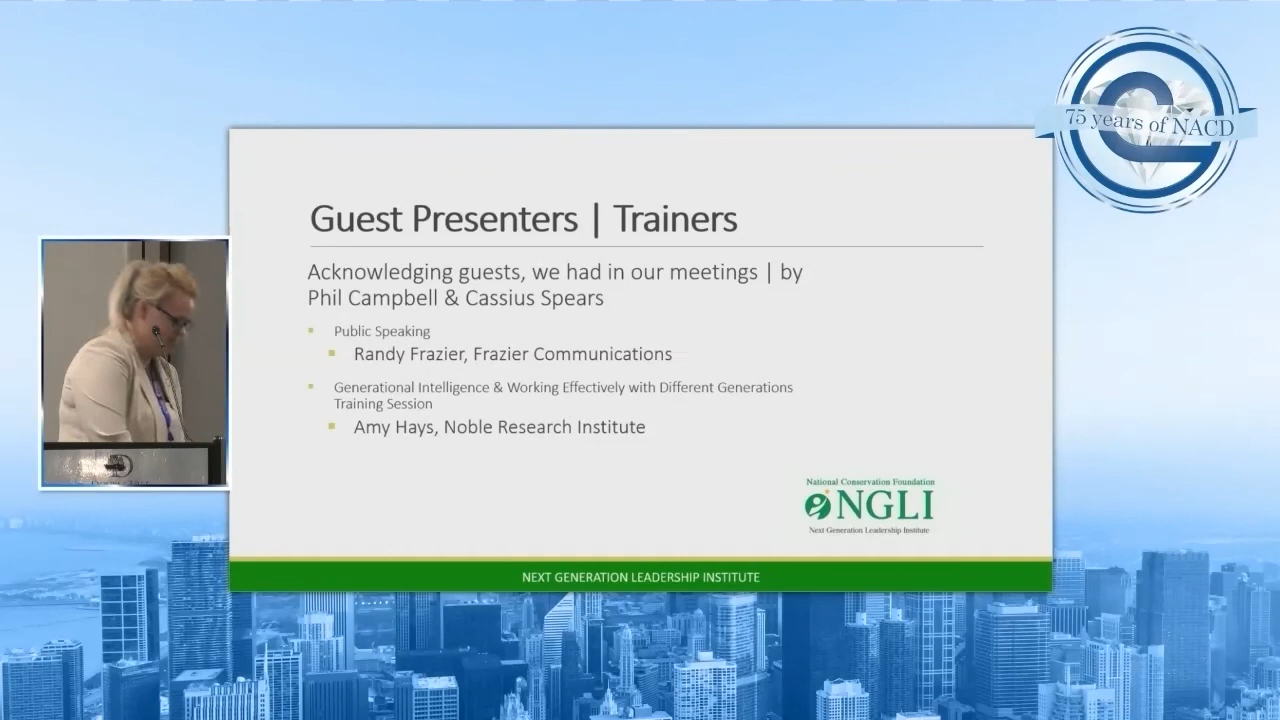 75 years of NACD
Guest Presenters | Trainers
Acknowledging guests, we had in our meetings | by
Phil Campbell & Cassius Spears
Public Speaking
Randy Frazier, Frazier Communications
Generational Intelligence & Working Effectively with Different Generations
Training Session
Amy Hays, Noble Research Institute
National Conservation Foundation
NGLI
Next Generation Leadership Institute
NEXT GENERATION LEADERSHIP INSTITUTE
D